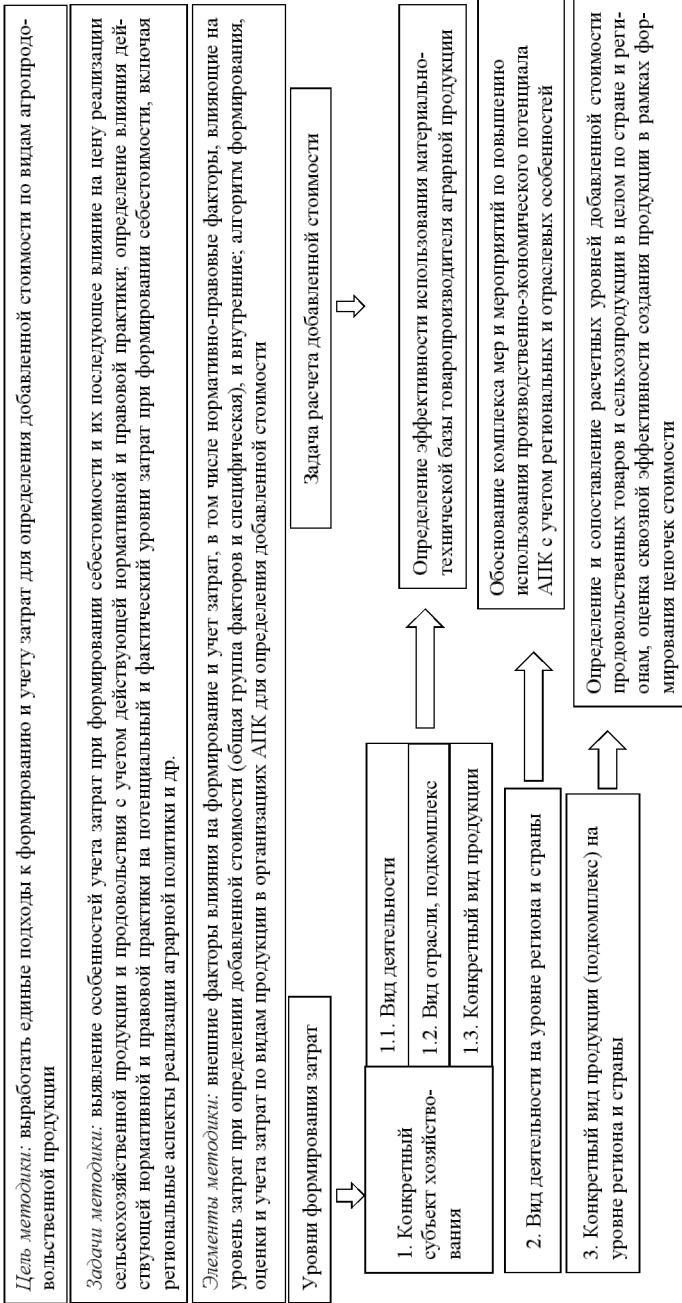 Цель методики: выработать единые подходы к формированию и учету затрат для определения добавленной стоимости по видам агропродо-
вольственной продукции
Задачи методики: выявление особенностей учета затрат при формировании себестоимости и их последующее влияние на цену реализации
сельскохозяйственной продукции и продовольствия с учетом действующей нормативной и правовой практики; определение влияния дей-
ствующей нормативной и правовой практики на потенциальный и фактический уровни затрат при формировании себестоимости, включая
региональные аспекты реализации аграрной политики и др.
Элементы методики: внешние факторы влияния на формирование и учет затрат, в том числе нормативно-правовые факторы, влияющие на
уровень затрат при определении добавленной стоимости (общая группа факторов и специфическая), и внутренние; алгоритм формирования,
оценки и учета затрат по видам продукции в организациях АПК для определения добавленной стоимости
Уровни формирования затрат
Задача расчета добавленной стоимости
1. Конкретный
субъект хозяйство-
вания
1.1. Вид деятельности
1.2. Вид отрасли, подкомплекс
1.3. Конкретный вид продукции
Определение эффективности использования материально-
технической базы товаропроизводителя аграрной продукции
2. Вид деятельности на уровне региона и страны
Обоснование комплекса мер и мероприятий по повышению
использования производственно-экономического потенциала
АПК с учетом региональных и отраслевых особенностей
3. Конкретный вид продукции (подкомплекс) на
уровне региона и страны
Определение и сопоставление расчетных уровней добавленной стоимости
продовольственных товаров и сельхозпродукции в целом по стране и реги-
онам, оценка сквозной эффективности создания продукции в рамках фор-
мирования цепочек стоимости